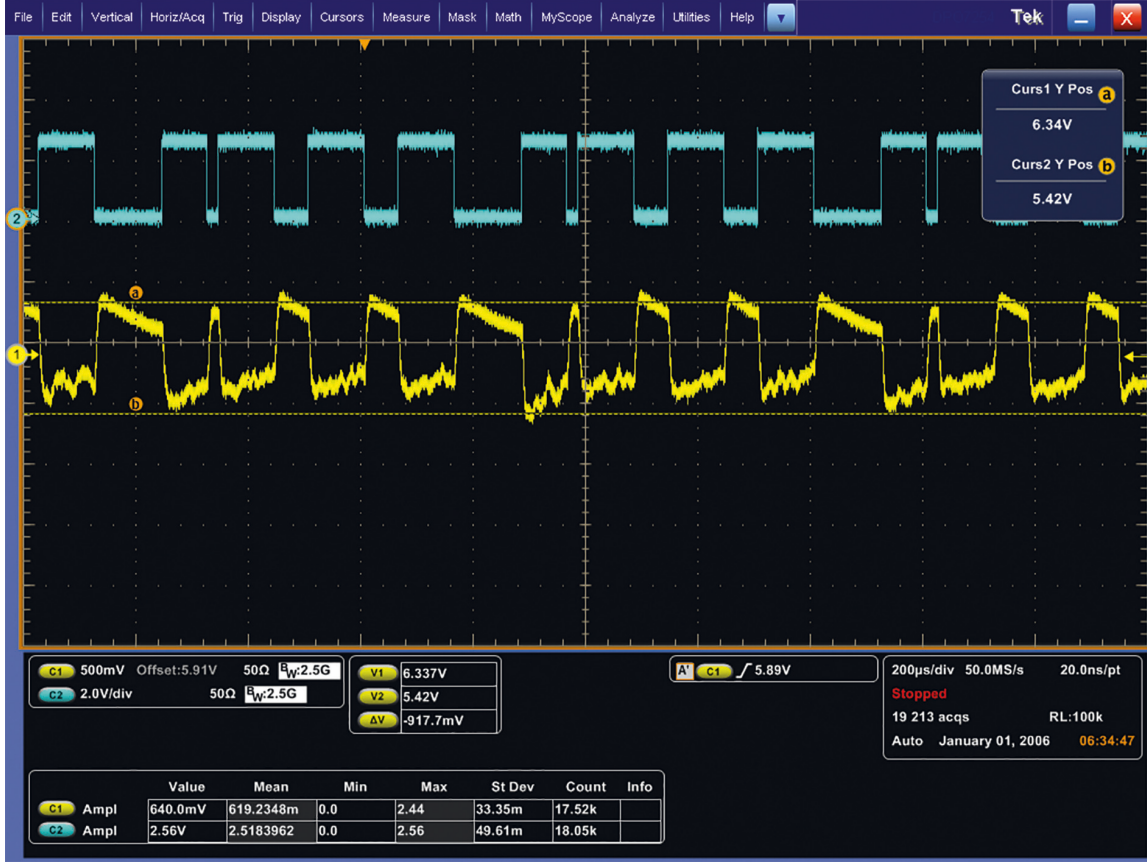 File Edit Vertical Horiz/Acq Trig Display Cursors Measure Mask Math MyScope Analyze Utilities Help Tek X
Curs1 Y Pos a
6.34V
Curs2 Y Pos b
5.42V
2
a
1
b
C1 500mV Offset:5.91V 50Ω BW:2.5G
C2 2.0V/div 50Ω BW:2.5G
V1 6.337V
V2 5.42V
ΔV -917.7mV
A' C1 5.89V
200µs/div 50.0MS/s 20.0ns/pt
Stopped
19 213 acqs RL:100k
Auto January 01, 2006 06:34:47
Value Mean Min Max St Dev Count Info
C1 Ampl 640.0mV 619.2348m 0.0 2.44 33.35m 17.52k
C2 Ampl 2.56V 2.5183962 0.0 2.56 49.61m 18.05k